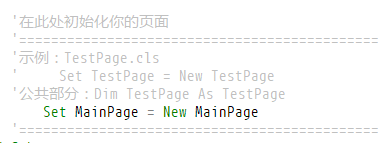 '在此处初始化你的页面
'=============================================
'示例：TestPage.cls
'     Set TestPage = New TestPage
'公共部分：Dim TestPage As TestPage
Set MainPage = New MainPage
'=============================================